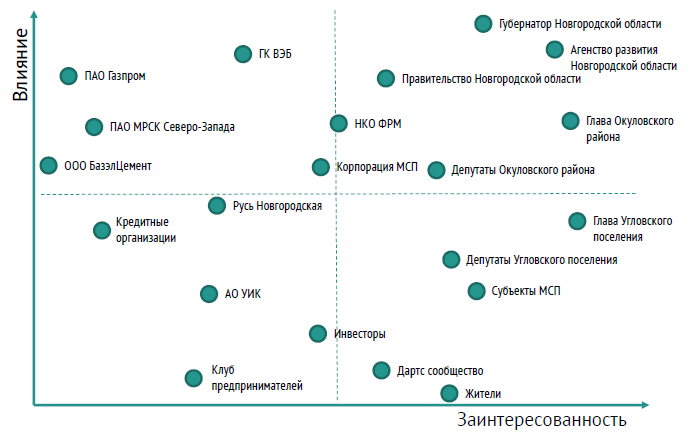 Влияние
Губернатор Новгородской области
ГК ВЭБ
Агенство развития
Новгородской области
ПАО Газпром
Правительство Новгородской области
ПАО МРСК Северо-Запада
НКО ФРМ
Глава Окуловского
района
ООО БазэлЦемент
Корпорация МСП
Депутаты Окуловского района
Русь Новгородская
Кредитные
организации
Глава Угловского
поселения
Депутаты Угловского поселения
АО УИК
Субъекты МСП
Инвесторы
Клуб
предпринимателей
Дартс сообщество
Жители
Заинтересованность